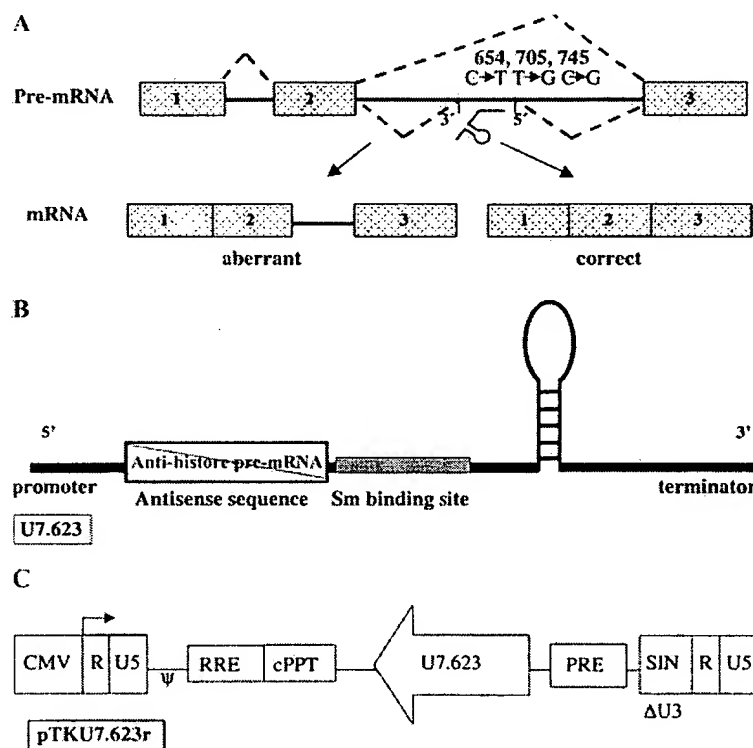 A
654, 705, 745
C→T T→G C→G
Pre-mRNA 1 2 3
3' 5'
mRNA 1 2 3 1 2 3
aberrant correct
B
5' 3'
Anti-histore pre-mRNA
promoter Antisense sequence Sm binding site terminator
U7.623
C
CMV R U5 ψ RRE cPPT U7.623 PRE SIN R U5
ΔU3
pTKU7.623r